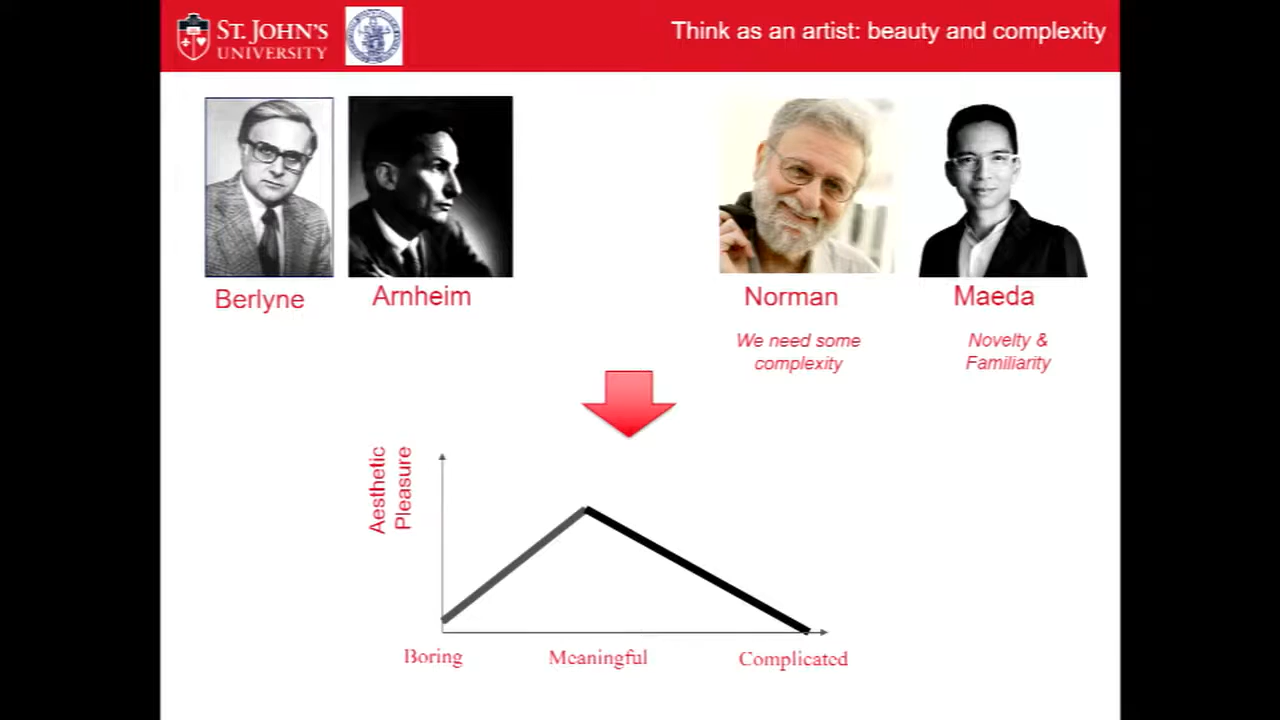 ST. JOHN'S
UNIVERSITY
Think as an artist: beauty and complexity
Berlyne
Arnheim
Norman
Maeda
We need some
complexity
Novelty &
Familiarity
Aesthetic
Pleasure
Boring
Meaningful
Complicated